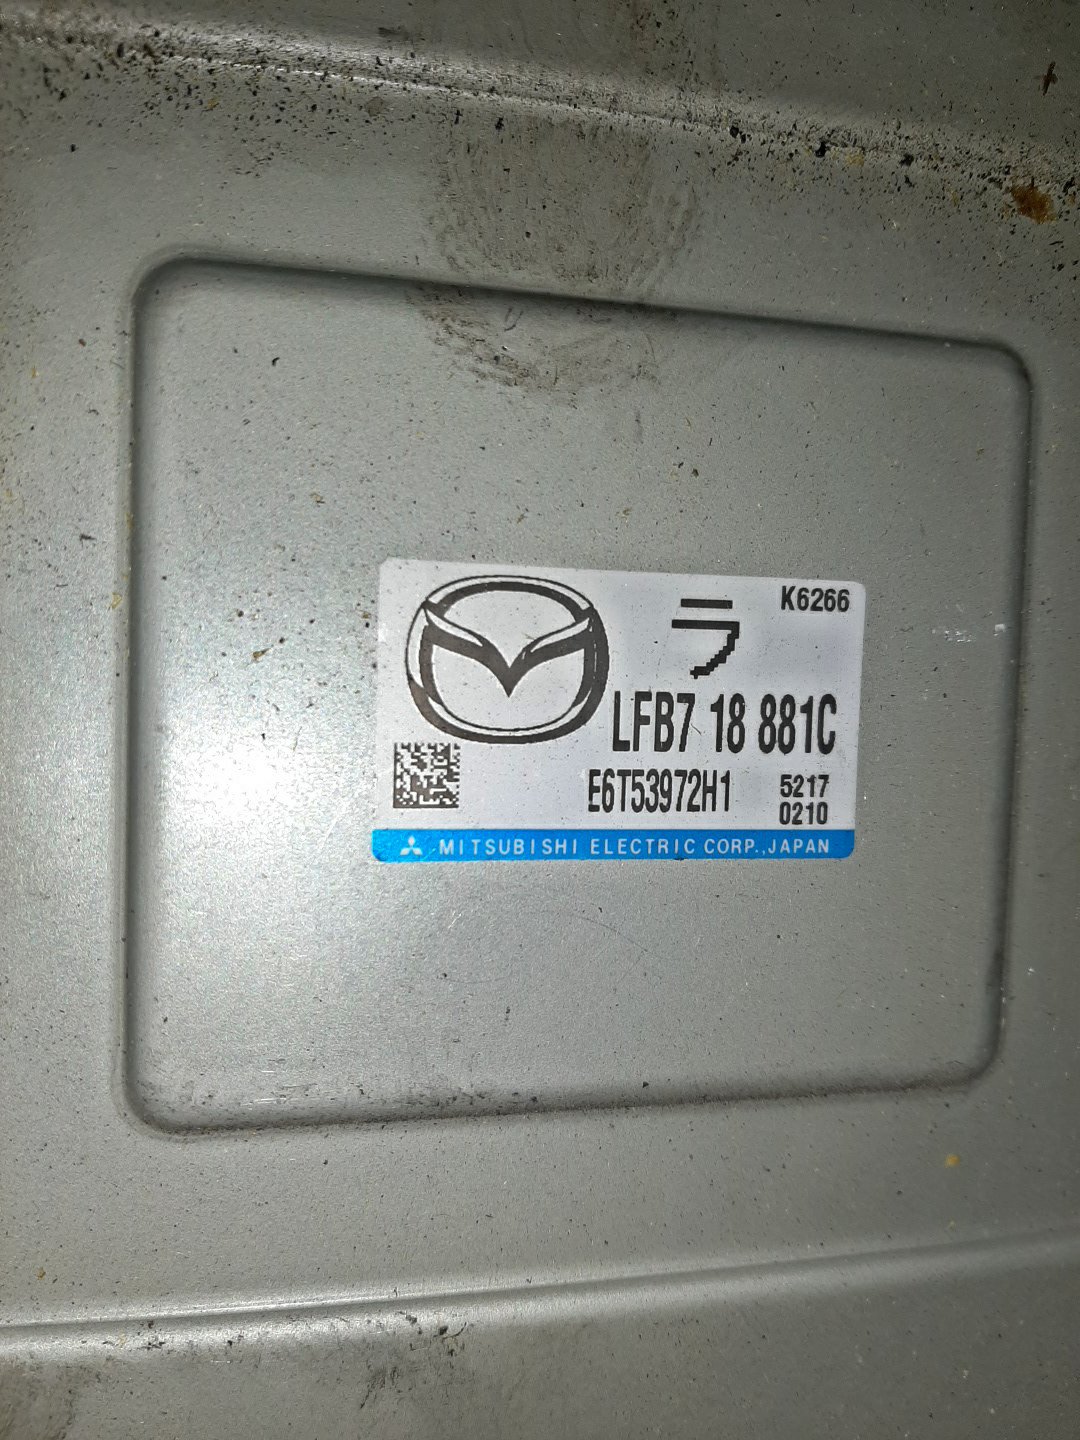 K6266
ラ
LFB7 18 881C
E6T53972H1 5217
0210
MITSUBISHI ELECTRIC CORP.,JAPAN